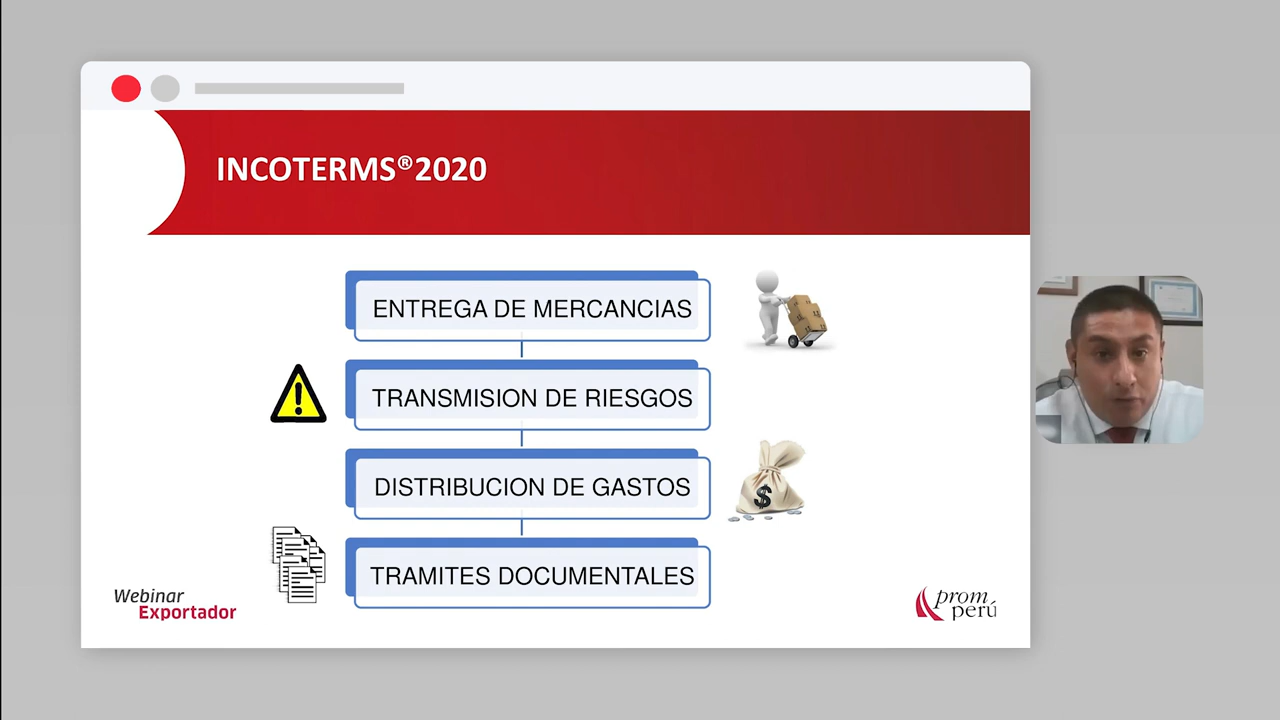 INCOTERMS®2020
ENTREGA DE MERCANCIAS
TRANSMISION DE RIESGOS
DISTRIBUCION DE GASTOS
$
TRAMITES DOCUMENTALES
Webinar
Exportador
prom
perú